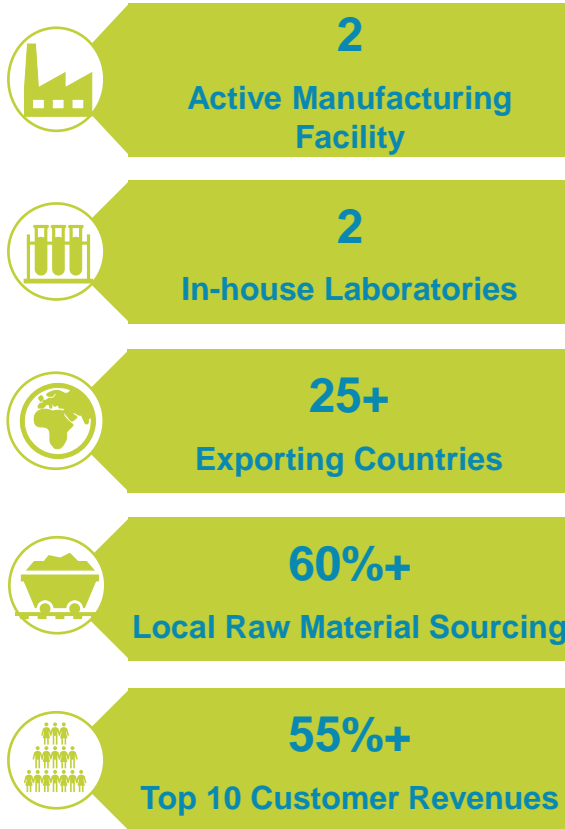 2
Active Manufacturing
Facility
2
In-house Laboratories
25+
Exporting Countries
60%+
Local Raw Material Sourcing
55%+
Top 10 Customer Revenues